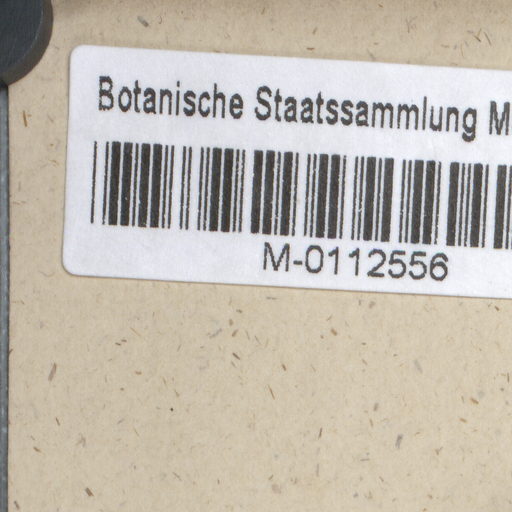 Botanische Staatssammlung M
M-0112556